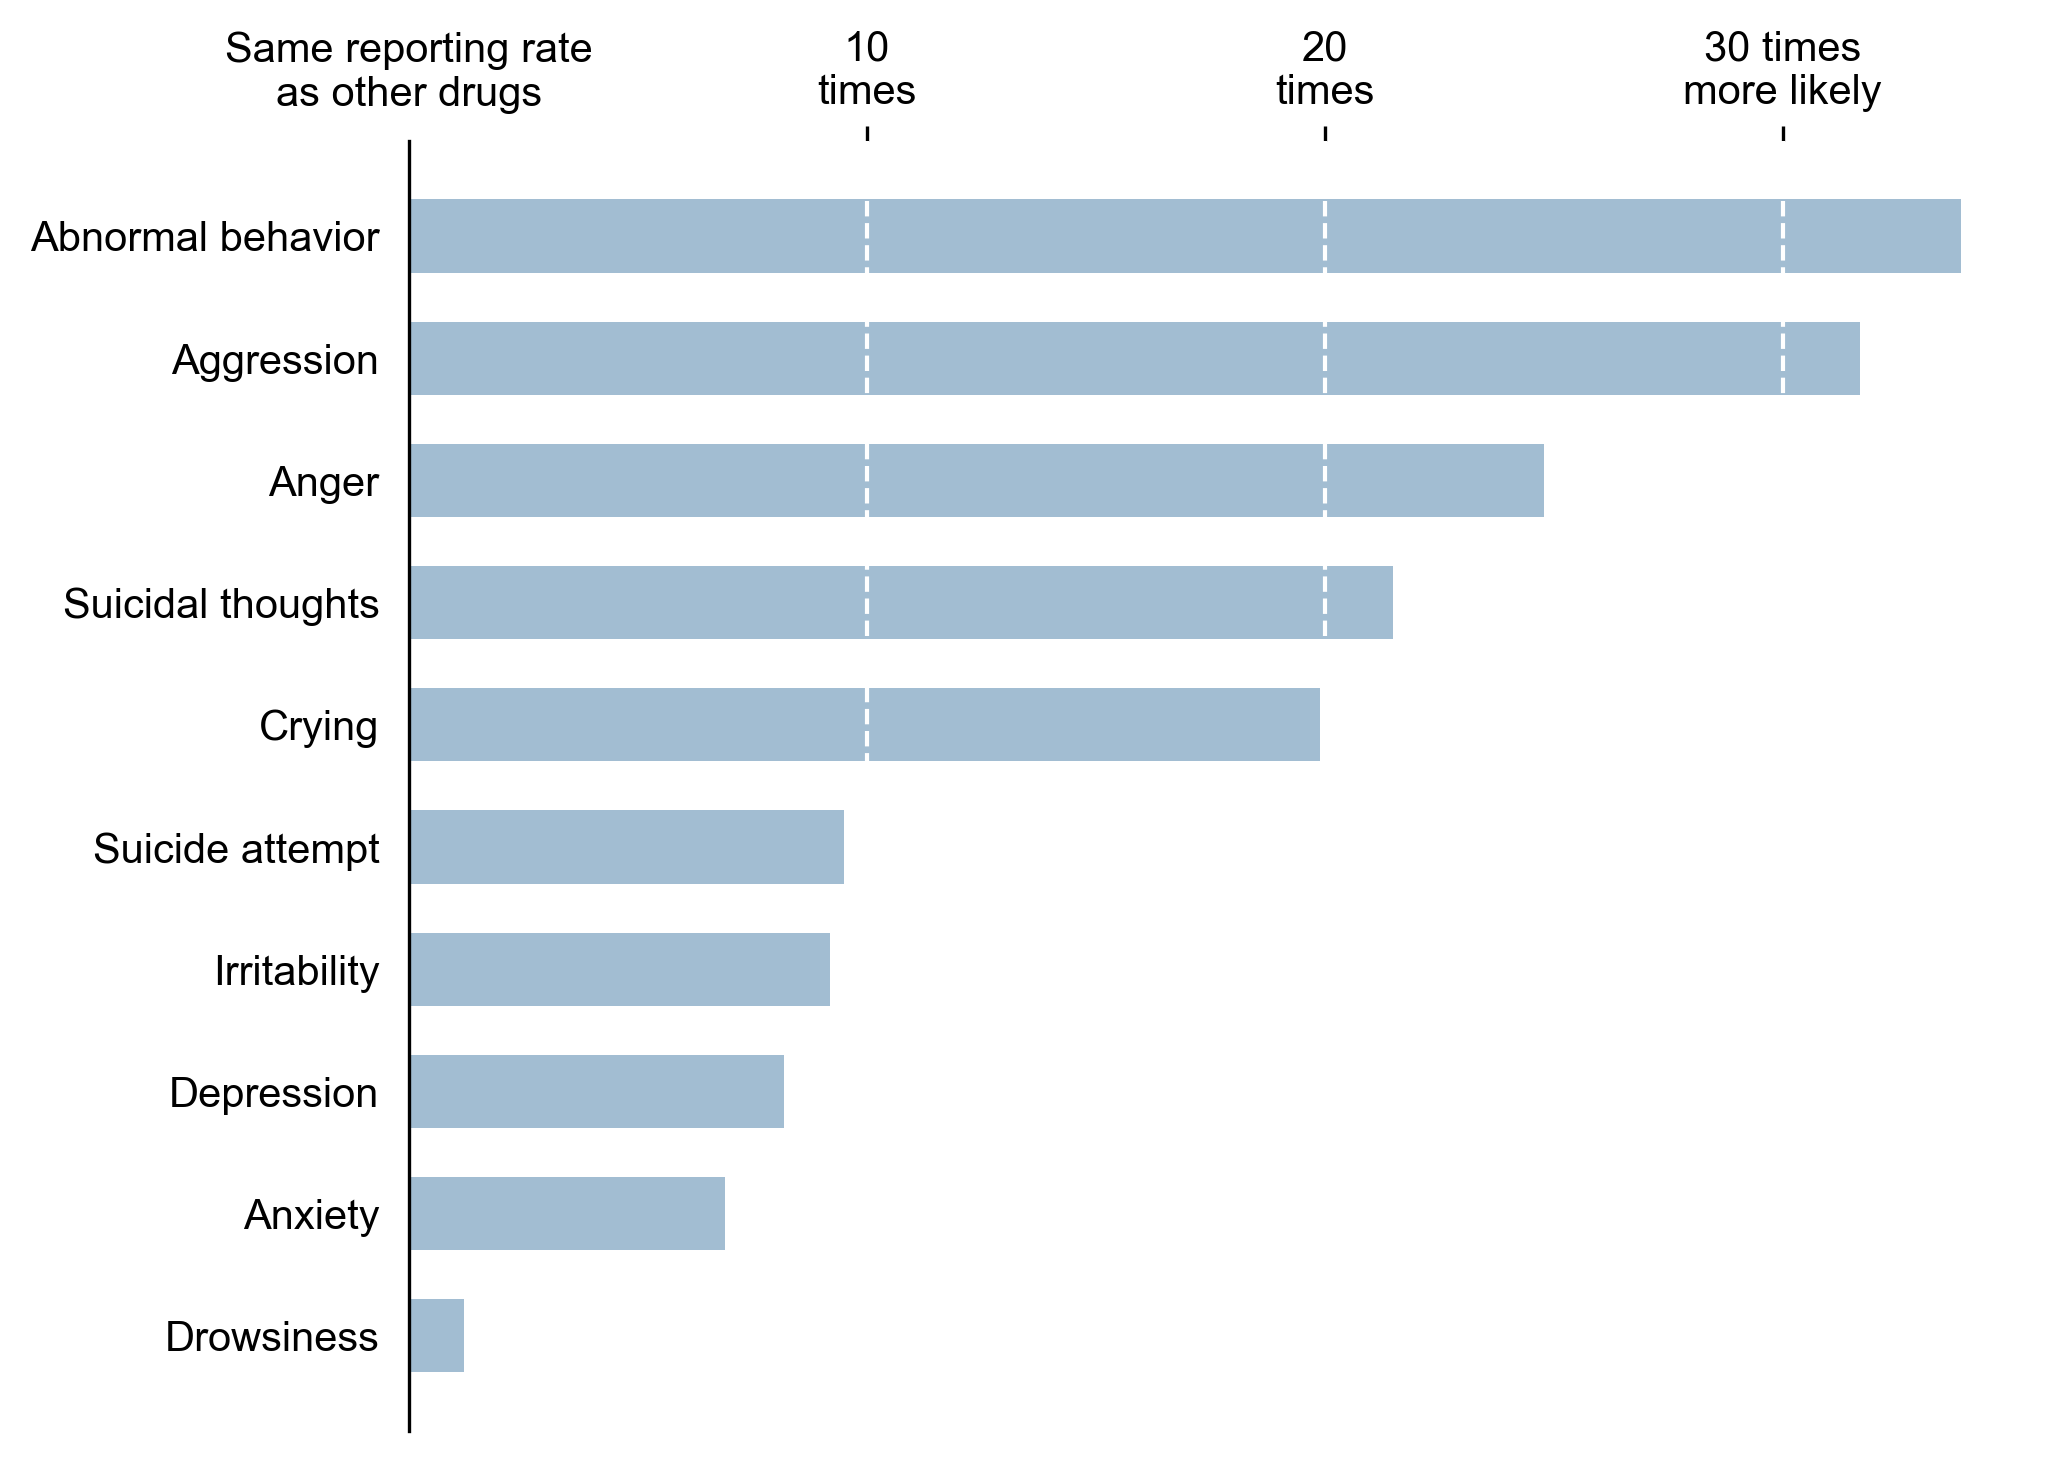 Same reporting rate
as other drugs
10
times
20
times
30 times
more likely
Abnormal behavior
Aggression
Anger
Suicidal thoughts
Crying
Suicide attempt
Irritability
Depression
Anxiety
Drowsiness